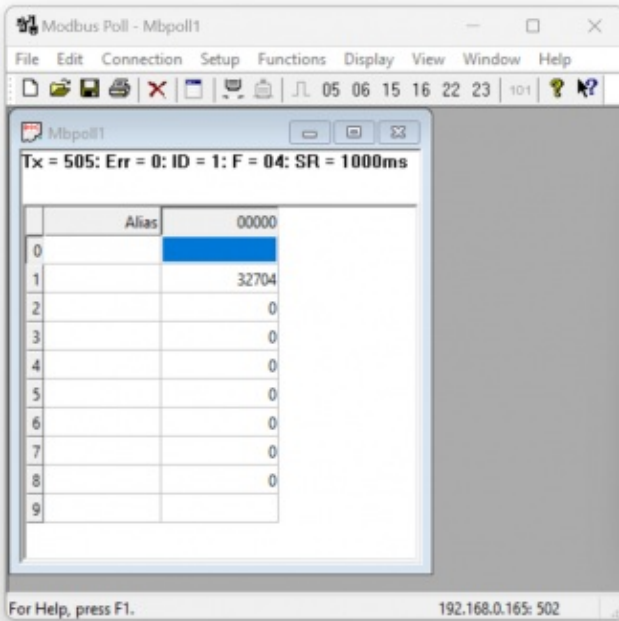 Modbus Poll - Mbpoll1
File Edit Connection Setup Functions Display View Window Help
05 06 15 16 22 23 101 ?
Mbpoll1
Tx = 505: Err = 0: ID = 1: F = 04: SR = 1000ms
Alias 00000
0
1 32704
2 0
3 0
4 0
5 0
6 0
7 0
8 0
9
For Help, press F1. 192.168.0.165: 502